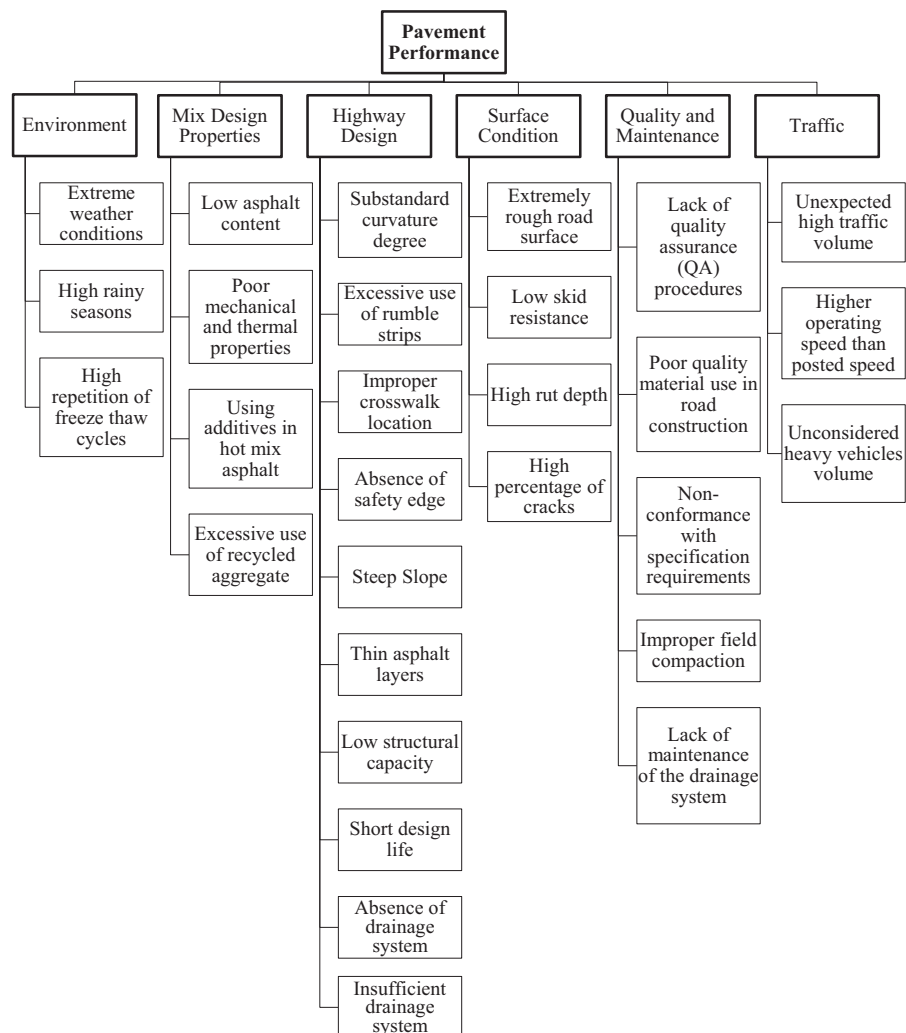 Pavement
Performance
Environment
Mix Design
Properties
Highway
Design
Surface
Condition
Quality and
Maintenance
Traffic
Extreme
weather
conditions
High rainy
seasons
High
repetition of
freeze thaw
cycles
Low asphalt
content
Poor
mechanical
and thermal
properties
Using
additives in
hot mix
asphalt
Excessive use
of recycled
aggregate
Substandard
curvature
degree
Excessive use
of rumble
strips
Improper
crosswalk
location
Absence of
safety edge
Steep Slope
Thin asphalt
layers
Low structural
capacity
Short design
life
Absence of
drainage
system
Insufficient
drainage
system
Extremely
rough road
surface
Low skid
resistance
High rut depth
High
percentage of
cracks
Lack of
quality
assurance
(QA)
procedures
Poor quality
material use in
road
construction
Non-
conformance
with
specification
requirements
Improper field
compaction
Lack of
maintenance
of the drainage
system
Unexpected
high traffic
volume
Higher
operating
speed than
posted speed
Unconsidered
heavy vehicles
volume